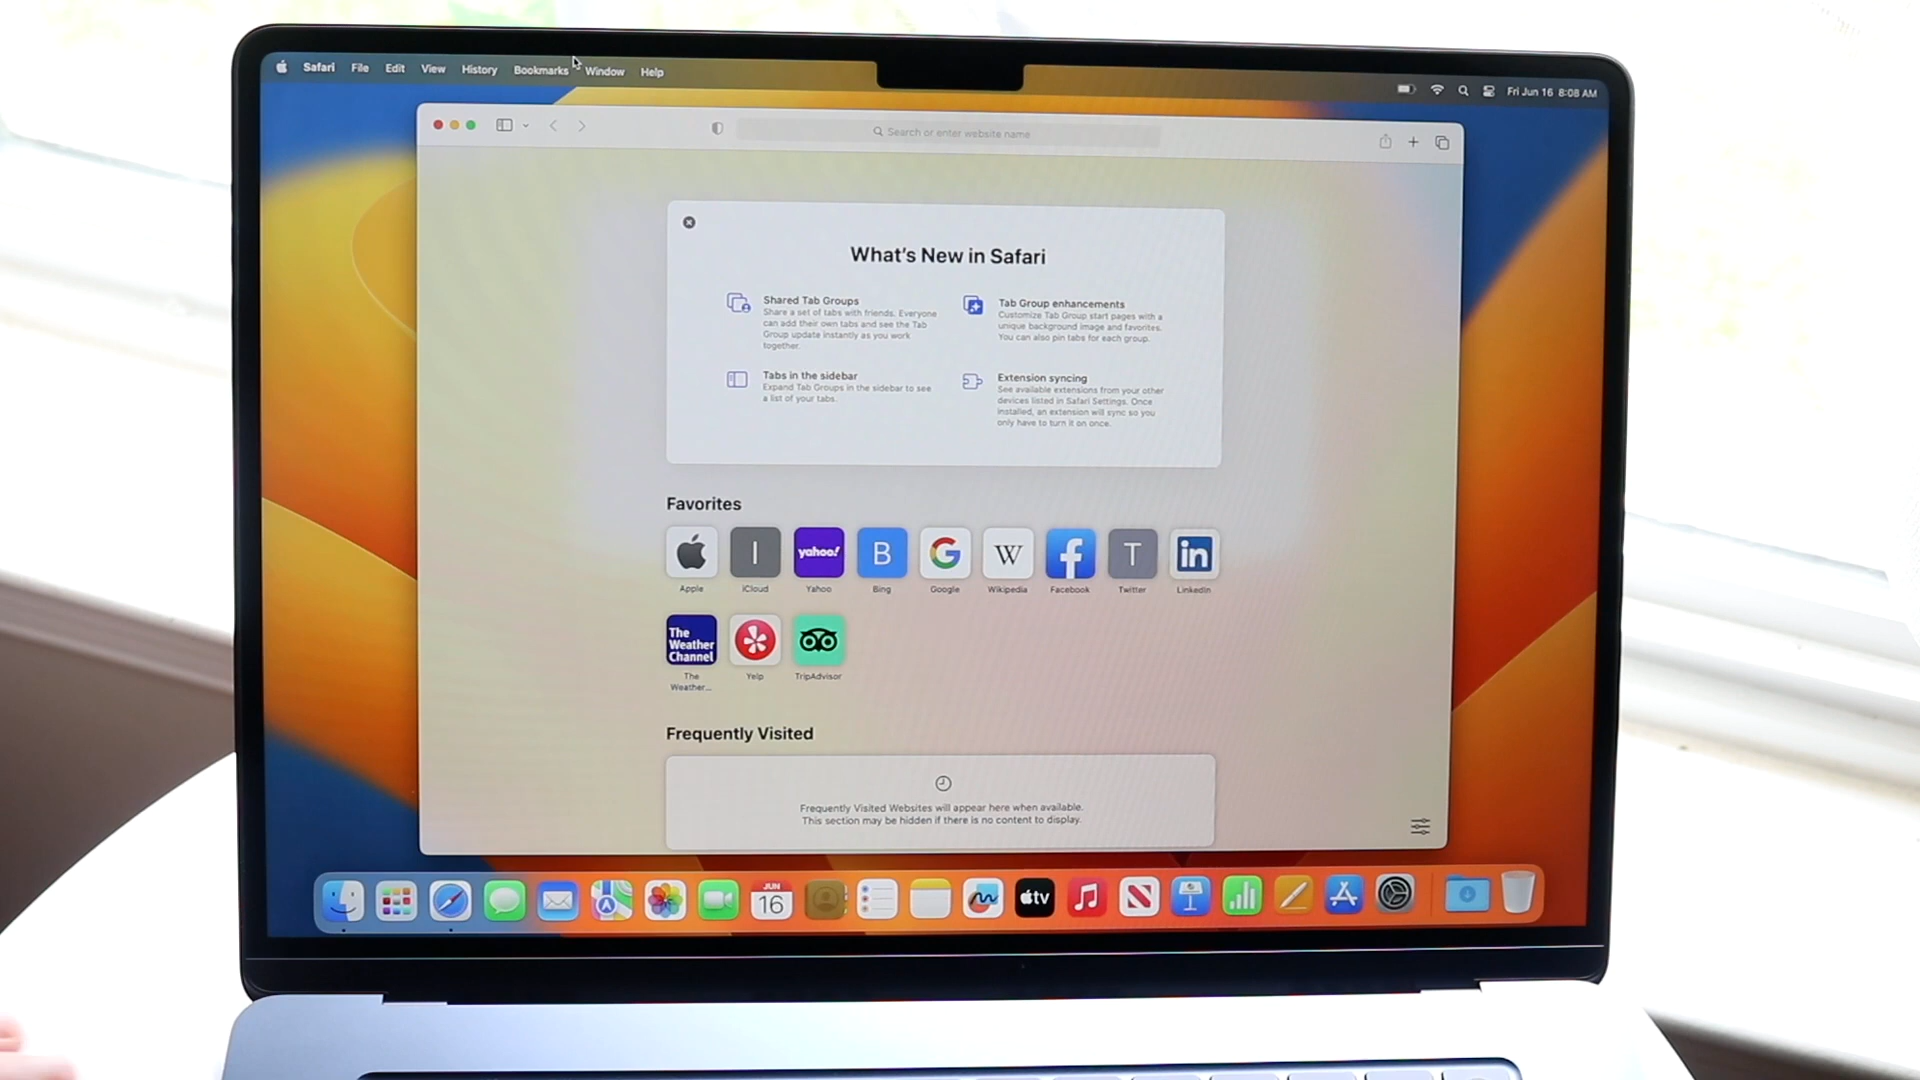 Safari File Edit View History Bookmarks Window Help
Fri Jun 16 8:08 AM
Search or enter website name
What's New in Safari
Shared Tab Groups
Share a set of tabs with friends. Everyone
can add their own tabs and see the Tab
Group update instantly as you work
together.
Tab Group enhancements
Customize Tab Group start pages with a
unique background image and favorites.
You can also pin tabs for each group.
Tabs in the sidebar
Expand Tab Groups in the sidebar to see
a list of your tabs.
Extension syncing
See available extensions from your other
devices listed in Safari Settings. Once
installed, an extension will sync so you
only have to turn it on once.
Favorites
I
yahoo!
B
G
W
f
T
in
Apple
iCloud
Yahoo
Bing
Google
Wikipedia
Facebook
Twitter
LinkedIn
The
Weather
Channel
The
Weather...
Yelp
TripAdvisor
Frequently Visited
Frequently Visited Websites will appear here when available.
This section may be hidden if there is no content to display.
JUN
16
tv